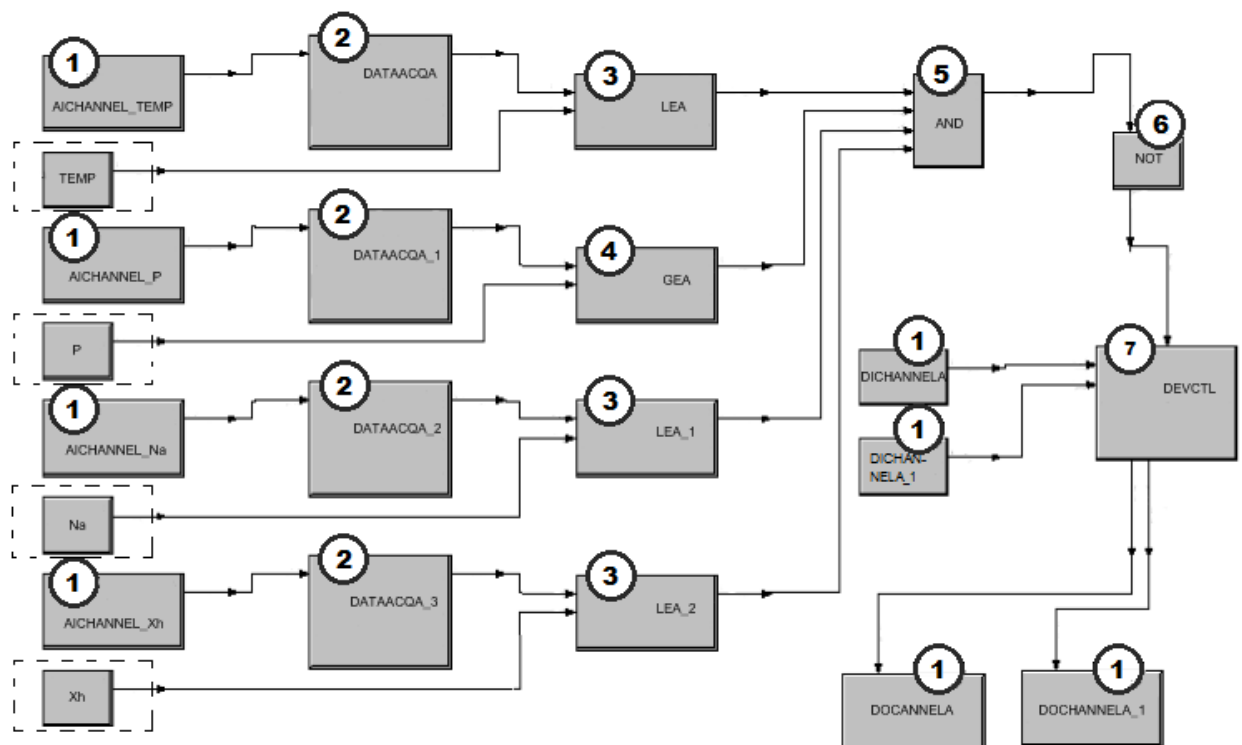 1
AICHANNEL_TEMP
2
DATAACQA
3
LEA
5
AND
6
NOT
TEMP
1
AICHANNEL_P
2
DATAACQA_1
4
GEA
P
1
AICHANNEL_Na
2
DATAACQA_2
3
LEA_1
1
DICHANNELA
7
DEVCTL
1
DICHAN-
NELA_1
Na
1
AICHANNEL_Xh
2
DATAACQA_3
3
LEA_2
Xh
1
DOCANNELA
1
DOCHANNELA_1